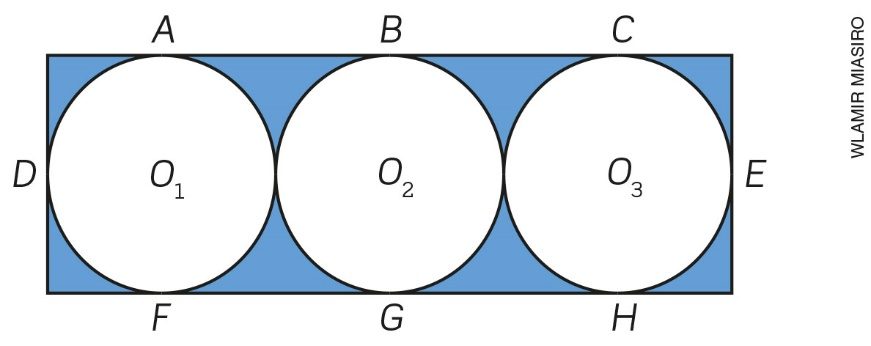 A B C
D O₁ O₂ O₃ E
F G H
WLAMIR MIASIRO